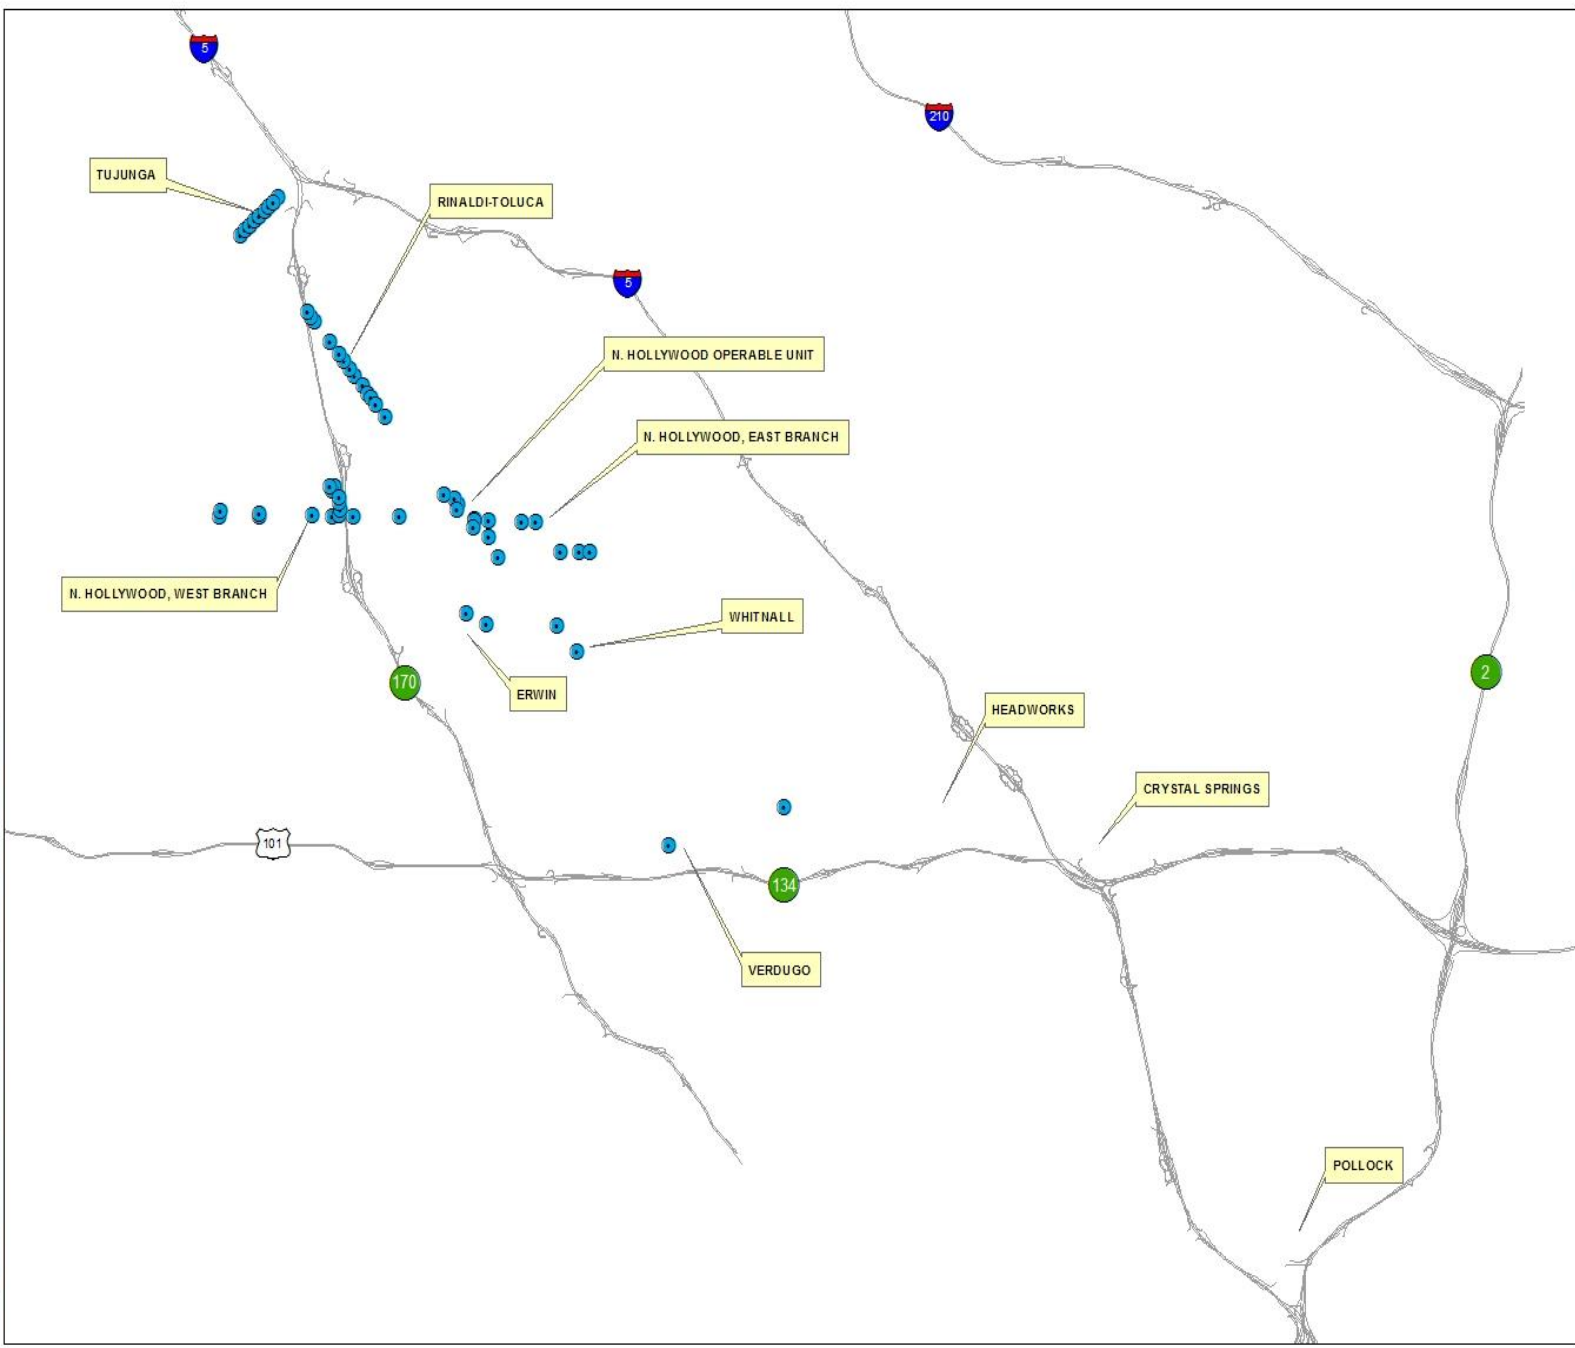 5
210
TUJUNGA
RINALDI-TOLUCA
5
N. HOLLYWOOD OPERABLE UNIT
N. HOLLYWOOD, EAST BRANCH
N. HOLLYWOOD, WEST BRANCH
WHITNALL
170
ERWIN
2
HEADWORKS
CRYSTAL SPRINGS
101
134
VERDUGO
POLLOCK